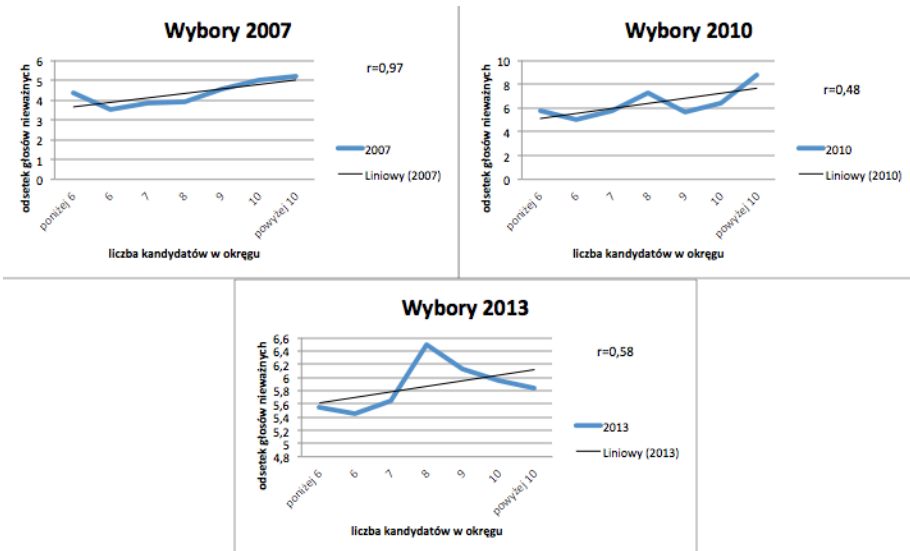 Wybory 2007
r=0,97
odsetek głosów nieważnych
6
5
4
3
2
1
0
poniżej 6
6
7
8
9
10
powyżej 10
liczba kandydatów w okręgu
2007
Liniowy (2007)
Wybory 2010
r=0,48
odsetek głosów nieważnych
10
8
6
4
2
0
poniżej 6
6
7
8
9
10
powyżej 10
liczba kandydatów w okręgu
2010
Liniowy (2010)
Wybory 2013
r=0,58
odsetek głosów nieważnych
6,6
6,4
6,2
6
5,8
5,6
5,4
5,2
5
4,8
poniżej 6
6
7
8
9
10
powyżej 10
liczba kandydatów w okręgu
2013
Liniowy (2013)